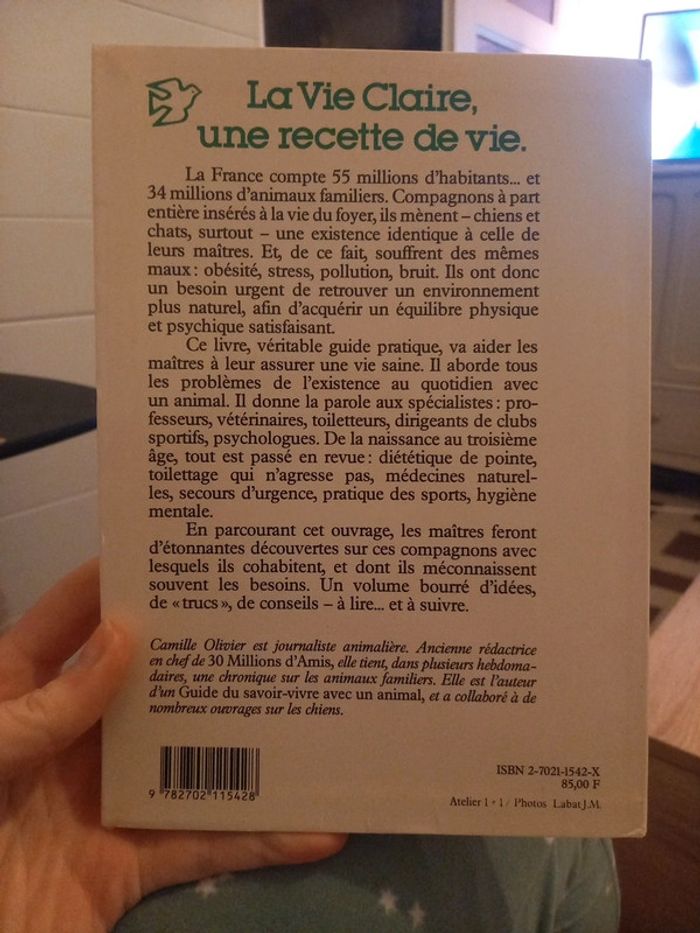 La Vie Claire,
une recette de vie.
La France compte 55 millions d'habitants... et
34 millions d'animaux familiers. Compagnons à part
entière insérés à la vie du foyer, ils mènent – chiens et
chats, surtout – une existence identique à celle de
leurs maîtres. Et, de ce fait, souffrent des mêmes
maux : obésité, stress, pollution, bruit. Ils ont donc
un besoin urgent de retrouver un environnement
plus naturel, afin d'acquérir un équilibre physique
et psychique satisfaisant.
Ce livre, véritable guide pratique, va aider les
maîtres à leur assurer une vie saine. Il aborde tous
les problèmes de l'existence au quotidien avec
un animal. Il donne la parole aux spécialistes : pro-
fesseurs, vétérinaires, toiletteurs, dirigeants de clubs
sportifs, psychologues. De la naissance au troisième
âge, tout est passé en revue : diététique de pointe,
toilettage qui n'agresse pas, médecines naturel-
les, secours d'urgence, pratique des sports, hygiène
mentale.
En parcourant cet ouvrage, les maîtres feront
d'étonnantes découvertes sur ces compagnons avec
lesquels ils cohabitent, et dont ils méconnaissent
souvent les besoins. Un volume bourré d'idées,
de « trucs », de conseils – à lire... et à suivre.
Camille Olivier est journaliste animalière. Ancienne rédactrice
en chef de 30 Millions d'Amis, elle tient, dans plusieurs hebdoma-
daires, une chronique sur les animaux familiers. Elle est l'auteur
d'un Guide du savoir-vivre avec un animal, et a collaboré à de
nombreux ouvrages sur les chiens.
9 782702 115428
ISBN 2-7021-1542-X
85,00 F
Atelier 1 + 1 / Photos Labat J.M.